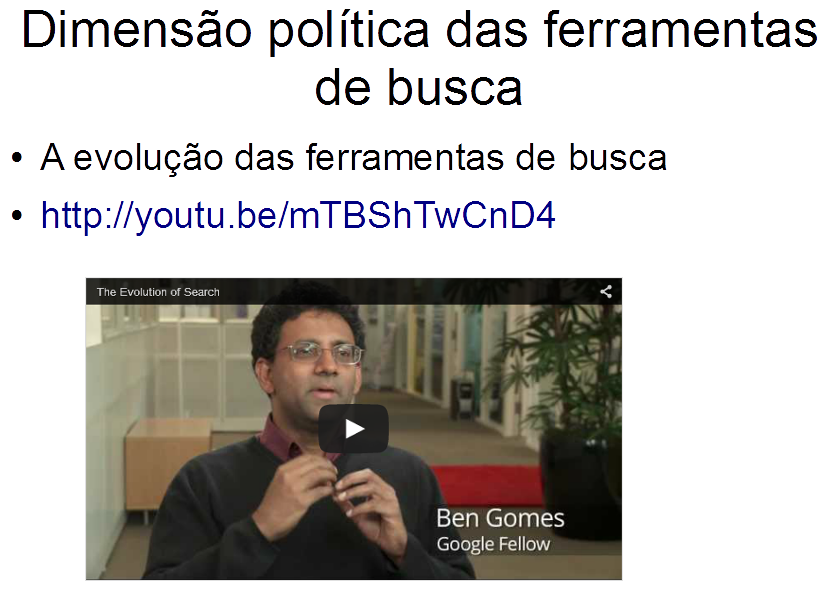 Dimensão política das ferramentas
de busca
• A evolução das ferramentas de busca
• http://youtu.be/mTBShTwCnD4
The Evolution of Search
Ben Gomes
Google Fellow